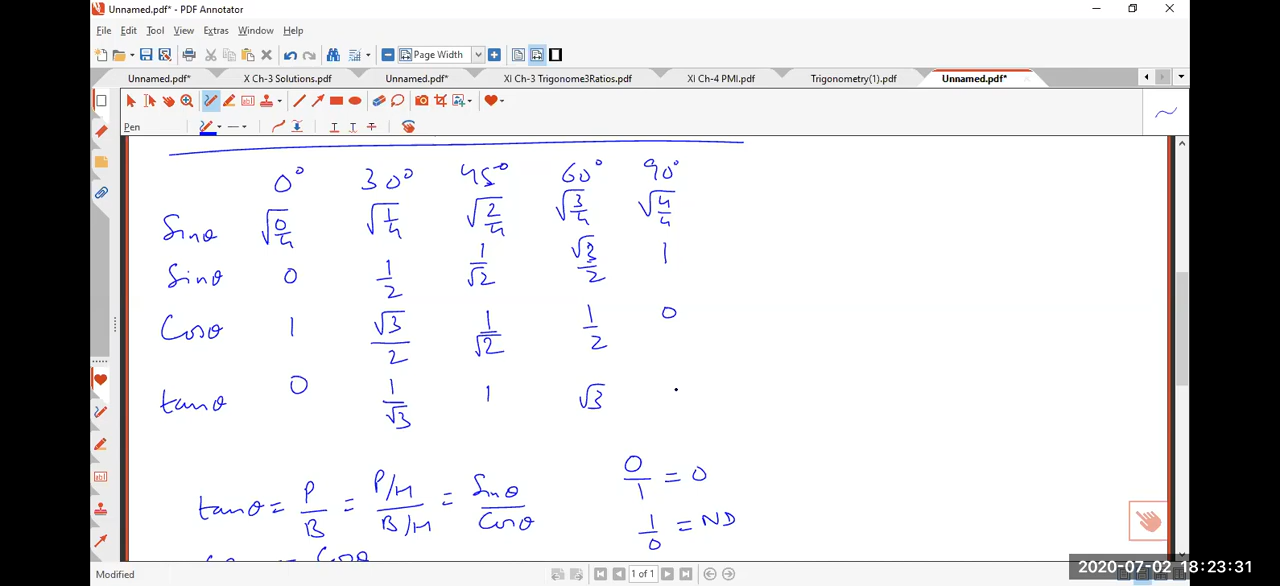 Unnamed.pdf* - PDF Annotator
File Edit Tool View Extras Window Help
Page Width
Unnamed.pdf* X Ch-3 Solutions.pdf Unnamed.pdf* XI Ch-3 Trigonome3Ratios.pdf XI Ch-4 PMI.pdf Trigonometry(1).pdf Unnamed.pdf*
Pen
0° 30° 45° 60° 90°
Sinθ √(0/4) √(1/4) √(2/4) √(3/4) √(4/4)
Sinθ 0 1/2 1/√2 √3/2 1
Cosθ 1 √3/2 1/√2 1/2 0
tanθ 0 1/√3 1 √3
tanθ = P/B = (P/H)/(B/H) = Sinθ/Cosθ
0/1 = 0
1/0 = ND
Modified
1 of 1
2020-07-02 18:23:31